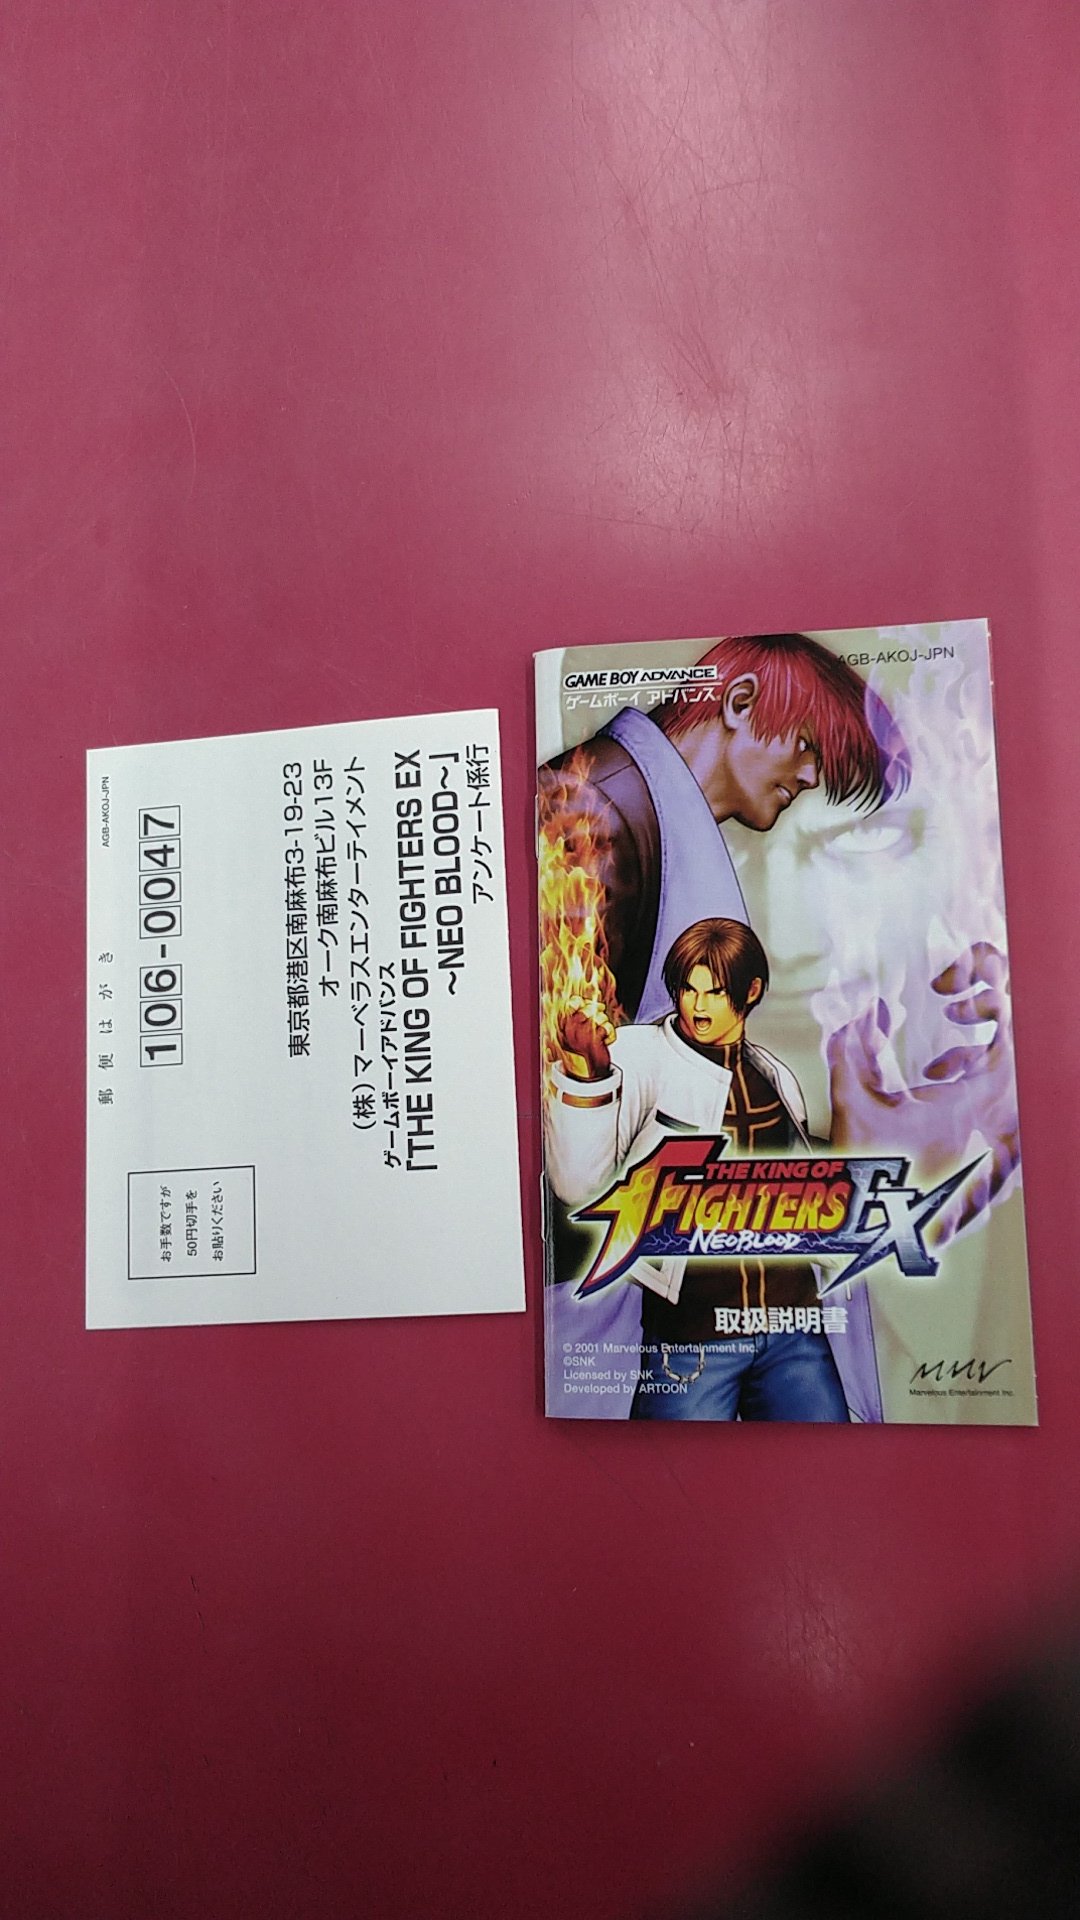 郵便はがき
AGB-AKOJ-JPN
106-0047
お手数ですが
50円切手を
お貼りください
東京都港区南麻布3-19-23
オーク南麻布ビル13F
(株)マーベラスエンターテイメント
ゲームボーイアドバンス
「THE KING OF FIGHTERS EX
～NEO BLOOD～」
アンケート係行
GAME BOY ADVANCE
ゲームボーイ アドバンス
AGB-AKOJ-JPN
THE KING OF
FIGHTERS EX
NEOBLOOD
取扱説明書
© 2001 Marvelous Entertainment Inc.
©SNK
Licensed by SNK
Developed by ARTOON
MMV
Marvelous Entertainment Inc.